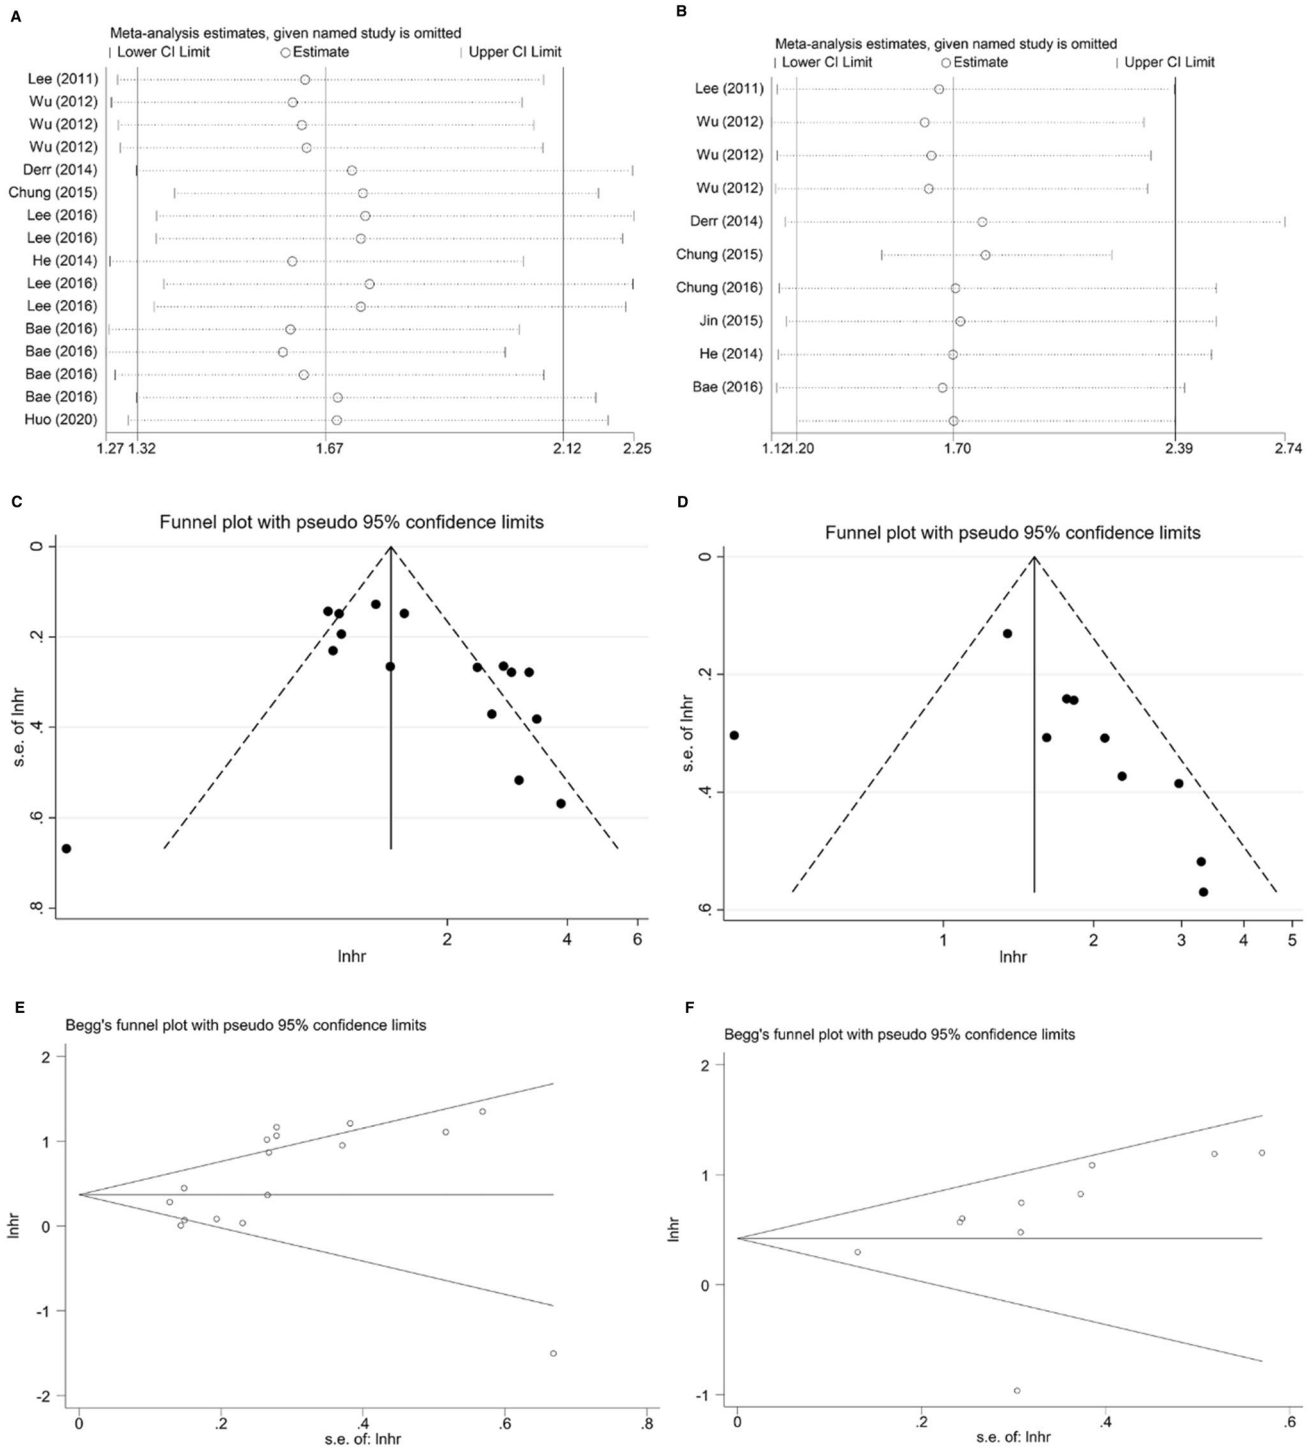 A
Meta-analysis estimates, given named study is omitted
Lower CI Limit Estimate Upper CI Limit
Lee (2011)
Wu (2012)
Wu (2012)
Wu (2012)
Derr (2014)
Chung (2015)
Lee (2016)
Lee (2016)
He (2014)
Lee (2016)
Lee (2016)
Bae (2016)
Bae (2016)
Bae (2016)
Bae (2016)
Huo (2020)
1.27 1.32 1.67 2.12 2.25
B
Meta-analysis estimates, given named study is omitted
Lower CI Limit Estimate Upper CI Limit
Lee (2011)
Wu (2012)
Wu (2012)
Wu (2012)
Derr (2014)
Chung (2015)
Chung (2016)
Jin (2015)
He (2014)
Bae (2016)
1.12 1.20 1.70 2.39 2.74
C
Funnel plot with pseudo 95% confidence limits
s.e. of lnhr
0
.2
.4
.6
.8
2 4 6
lnhr
D
Funnel plot with pseudo 95% confidence limits
s.e. of lnhr
0
.2
.4
.6
1 2 3 4 5
lnhr
E
Begg's funnel plot with pseudo 95% confidence limits
lnhr
2
1
0
-1
-2
0 .2 .4 .6 .8
s.e. of: lnhr
F
Begg's funnel plot with pseudo 95% confidence limits
lnhr
2
1
0
-1
0 .2 .4 .6
s.e. of: lnhr